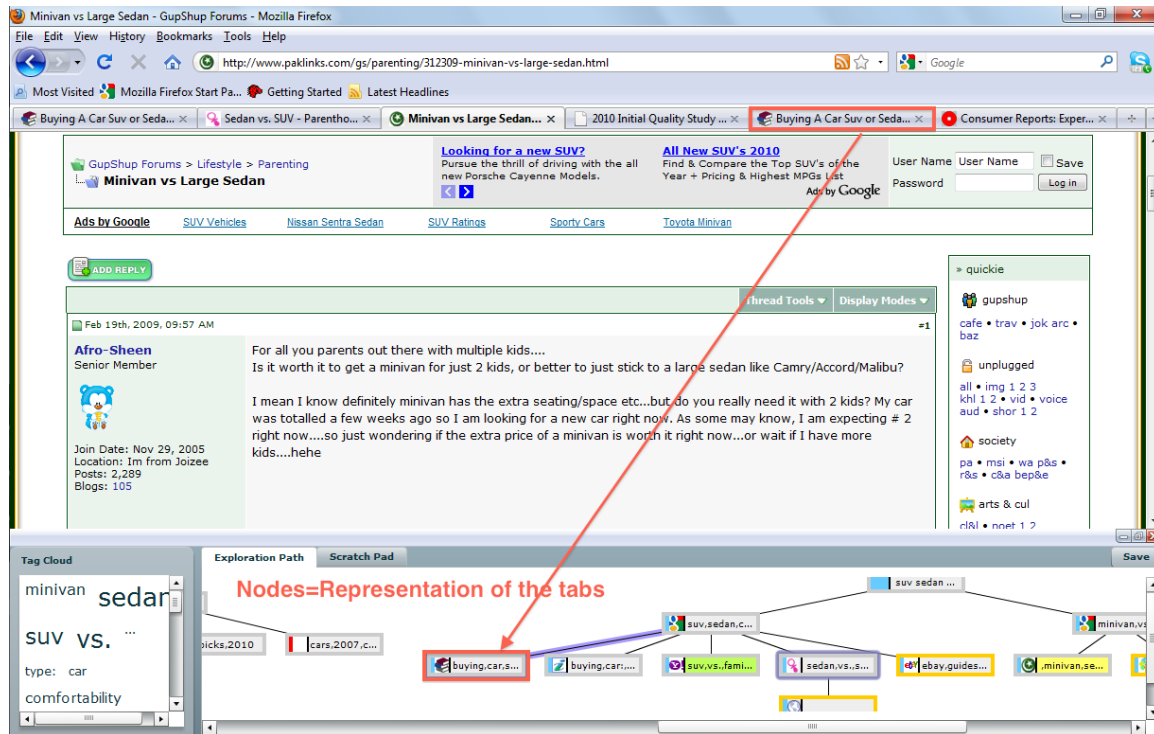 Minivan vs Large Sedan - GupShup Forums - Mozilla Firefox
File Edit View History Bookmarks Tools Help
http://www.paklinks.com/gs/parenting/312309-minivan-vs-large-sedan.html
Google
Most Visited Mozilla Firefox Start Pa... Getting Started Latest Headlines
Buying A Car Suv or Seda... Sedan vs. SUV - Parentho... Minivan vs Large Sedan... 2010 Initial Quality Study ... Buying A Car Suv or Seda... Consumer Reports: Exper...
GupShup Forums > Lifestyle > Parenting
Minivan vs Large Sedan
Looking for a new SUV?
Pursue the thrill of driving with the all
new Porsche Cayenne Models.
All New SUV's 2010
Find & Compare the Top SUV's of the
Year + Pricing & Highest MPGs List
Ads by Google
User Name User Name Save
Password Log in
Ads by Google SUV Vehicles Nissan Sentra Sedan SUV Ratings Sporty Cars Toyota Minivan
ADD REPLY
Thread Tools Display Modes
Feb 19th, 2009, 09:57 AM #1
Afro-Sheen
Senior Member
Join Date: Nov 29, 2005
Location: Im from Joizee
Posts: 2,289
Blogs: 105
For all you parents out there with multiple kids....
Is it worth it to get a minivan for just 2 kids, or better to just stick to a large sedan like Camry/Accord/Malibu?
I mean I know definitely minivan has the extra seating/space etc...but do you really need it with 2 kids? My car
was totalled a few weeks ago so I am looking for a new car right now. As some may know, I am expecting # 2
right now....so just wondering if the extra price of a minivan is worth it right now...or wait if I have more
kids....hehe
» quickie
gupshup
cafe • trav • jok arc •
baz
unplugged
all • img 1 2 3
khl 1 2 • vid • voice
aud • shor 1 2
society
pa • msi • wa p&s •
r&s • c&a bep&e
arts & cul
cl&l • poet 1 2
Tag Cloud
minivan sedan
suv vs. ...
type: car
comfortability
Exploration Path Scratch Pad Save
Nodes=Representation of the tabs
suv sedan ...
suv,sedan,c...
minivan,vs
picks,2010
cars,2007,c...
buying,car,s...
buying,car:,...
suv,vs.,fami...
sedan,vs.,s...
ebay,guides...
,minivan,se...